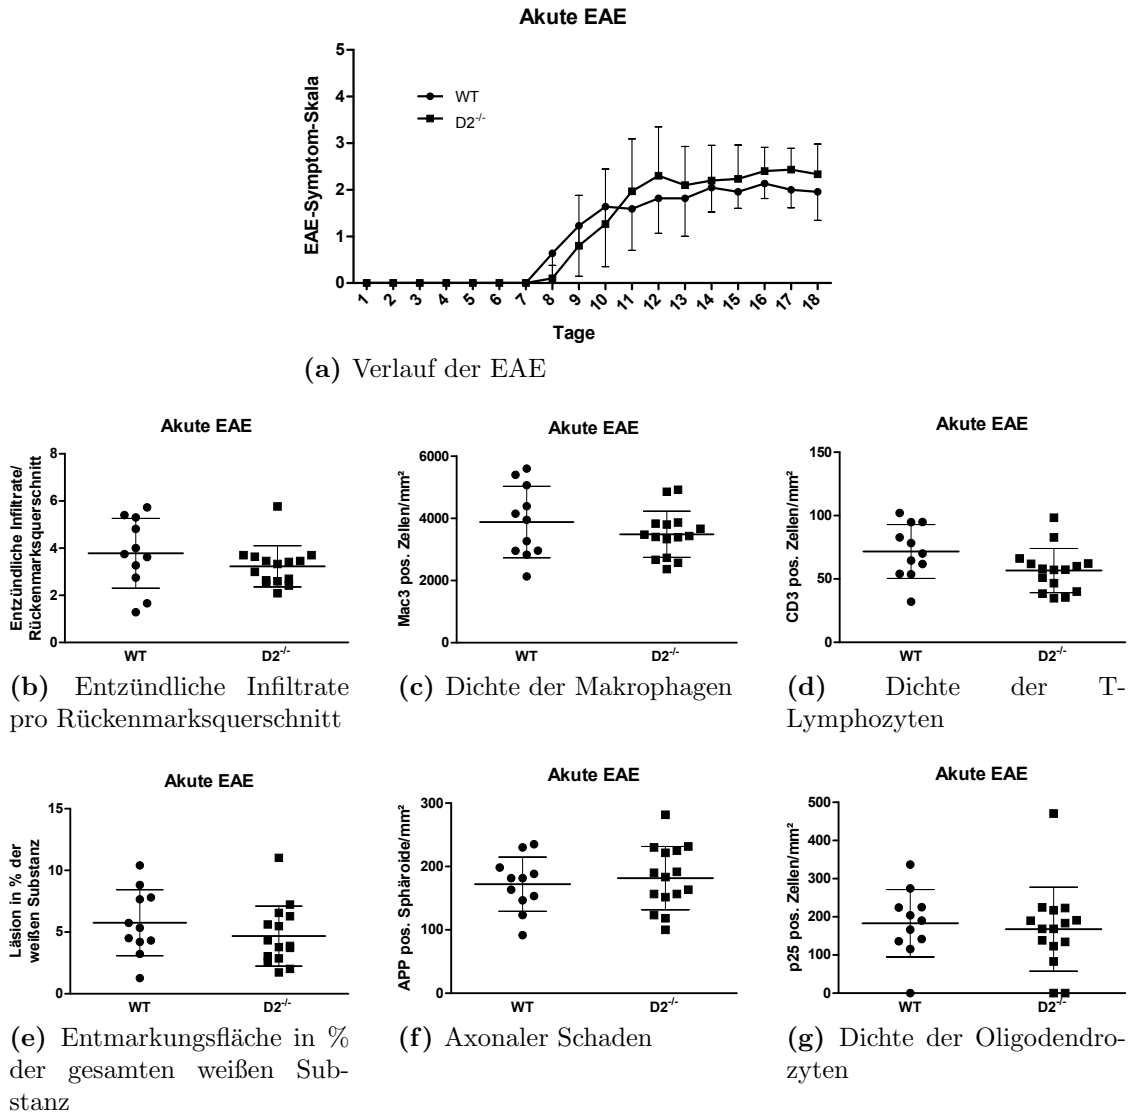 Akute EAE
EAE-Symptom-Skala
5
4
3
2
1
0
WT
D2-/-
1 2 3 4 5 6 7 8 9 10 11 12 13 14 15 16 17 18
Tage
(a) Verlauf der EAE
Akute EAE
Entzündliche Infiltrate/
Rückenmarksquerschnitt
8
6
4
2
0
WT D2-/-
(b) Entzündliche Infiltrate
pro Rückenmarksquerschnitt
Akute EAE
Mac3 pos. Zellen/mm²
6000
4000
2000
0
WT D2-/-
(c) Dichte der Makrophagen
Akute EAE
CD3 pos. Zellen/mm²
150
100
50
0
WT D2-/-
(d) Dichte der T-
Lymphozyten
Akute EAE
Läsion in % der
weißen Substanz
15
10
5
0
WT D2-/-
(e) Entmarkungsfläche in %
der gesamten weißen Sub-
stanz
Akute EAE
APP pos. Sphäroide/mm²
300
200
100
0
WT D2-/-
(f) Axonaler Schaden
Akute EAE
p25 pos. Zellen/mm²
500
400
300
200
100
0
WT D2-/-
(g) Dichte der Oligodendro-
zyten